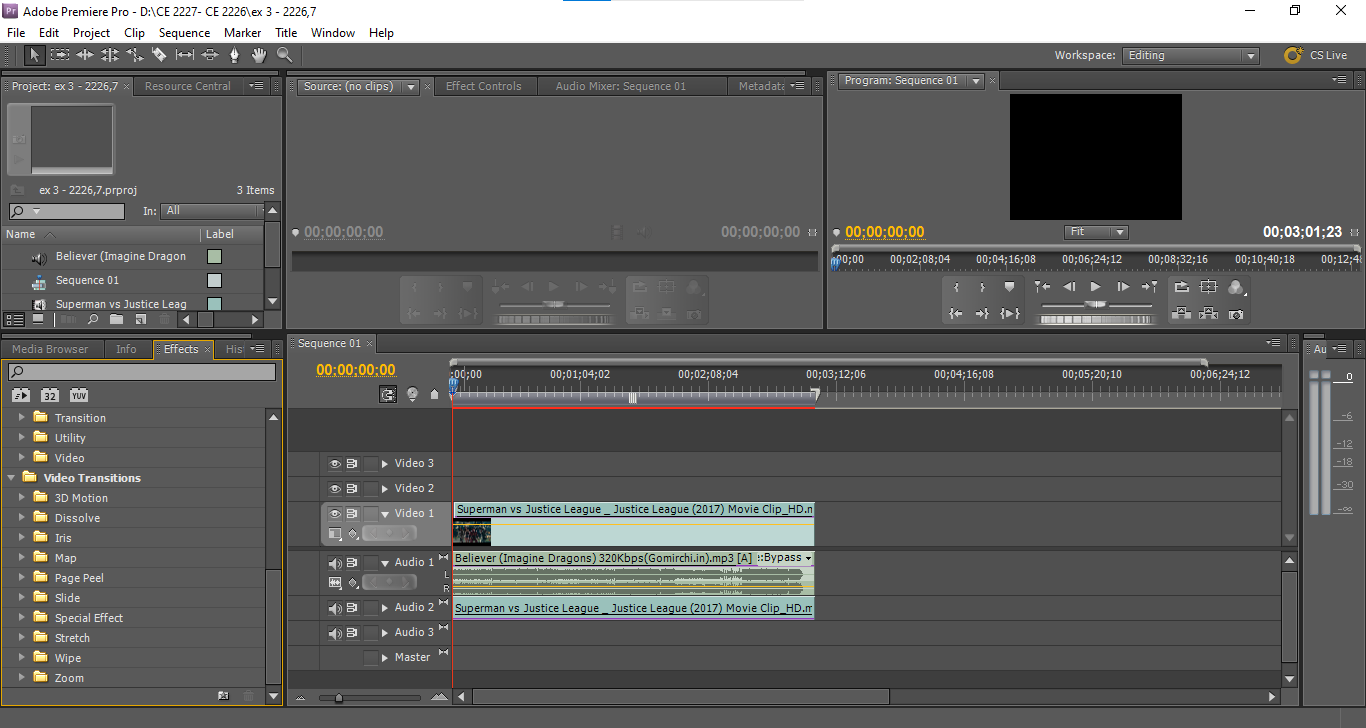 Pr Adobe Premiere Pro - D:\CE 2227- CE 2226\ex 3 - 2226,7
File Edit Project Clip Sequence Marker Title Window Help
Workspace: Editing CS Live
Project: ex 3 - 2226,7 Resource Central
Source: (no clips) Effect Controls Audio Mixer: Sequence 01 Metadata
Program: Sequence 01
ex 3 - 2226,7.prproj 3 Items
In: All
Name Label
Believer (Imagine Dragon
Sequence 01
Superman vs Justice Leag
00;00;00;00 00;00;00;00
00;00;00;00 Fit 00;03;01;23
00;00 00;02;08;04 00;04;16;08 00;06;24;12 00;08;32;16 00;10;40;18 00;12;48
Media Browser Info Effects His
32 YUV
Transition
Utility
Video
Video Transitions
3D Motion
Dissolve
Iris
Map
Page Peel
Slide
Special Effect
Stretch
Wipe
Zoom
Sequence 01
00:00:00:00
;00;00 00;01;04;02 00;02;08;04 00;03;12;06 00;04;16;08 00;05;20;10 00;06;24;12
Video 3
Video 2
Video 1 Superman vs Justice League _ Justice League (2017) Movie Clip_HD.m
Audio 1 Believer (Imagine Dragons) 320Kbps(Gomirchi.in).mp3 [A] ::Bypass
L
R
Audio 2 Superman vs Justice League _ Justice League (2017) Movie Clip_HD.m
Audio 3
Master
Au
0
-6
-12
-18
-30
-∞